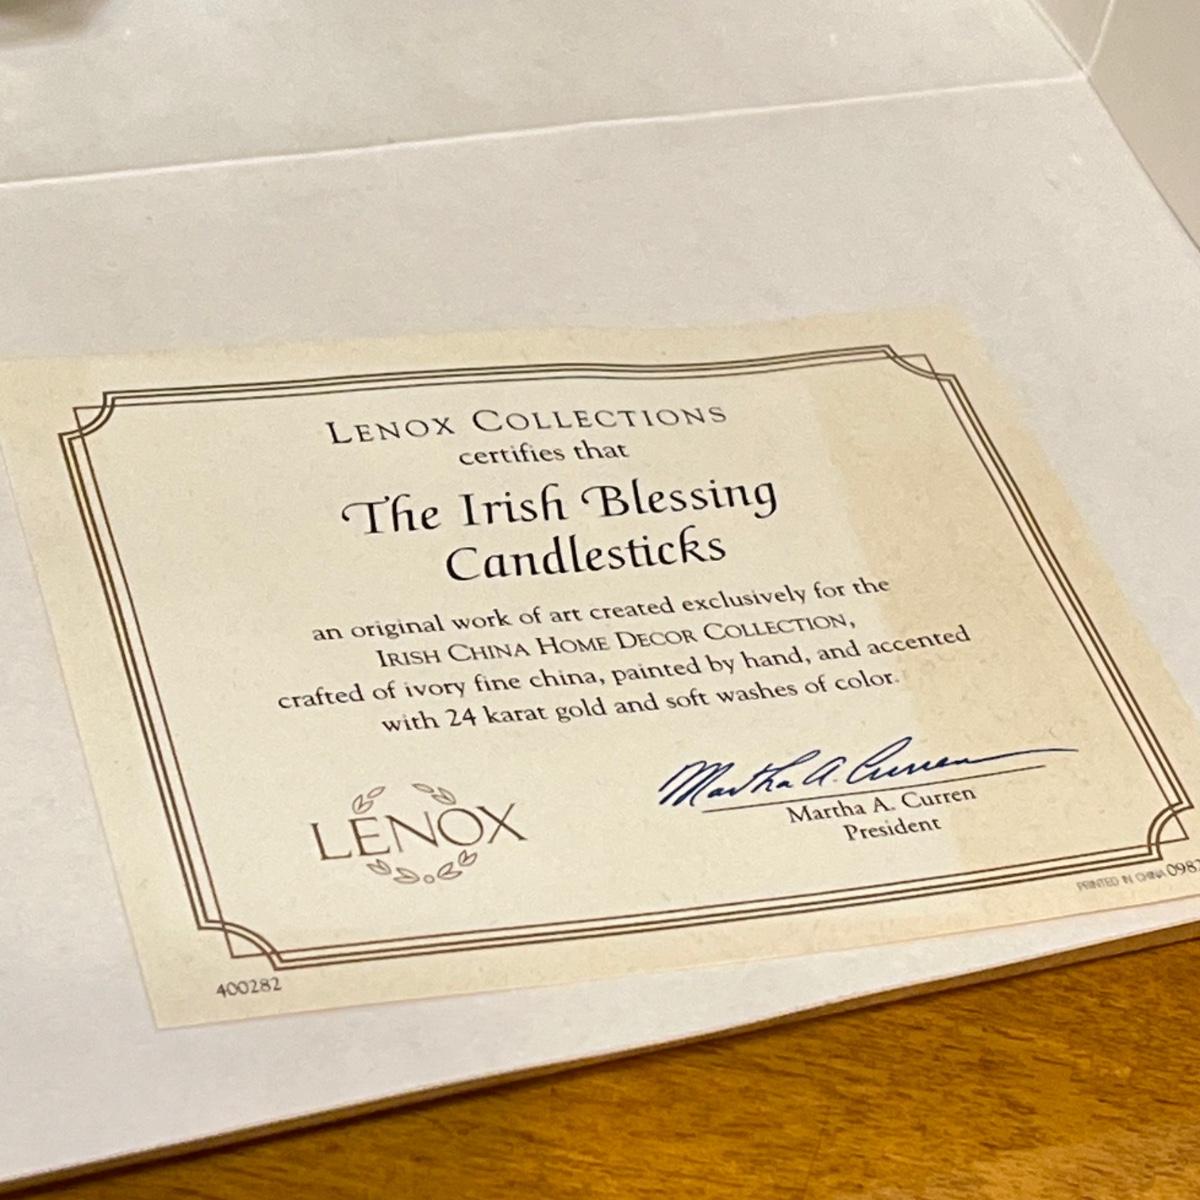 LENOX COLLECTIONS
certifies that
The Irish Blessing
Candlesticks
an original work of art created exclusively for the
IRISH CHINA HOME DECOR COLLECTION,
crafted of ivory fine china, painted by hand, and accented
with 24 karat gold and soft washes of color.
Martha A. Curren
LENOX
Martha A. Curren
President
PRINTED IN CHINA
400282